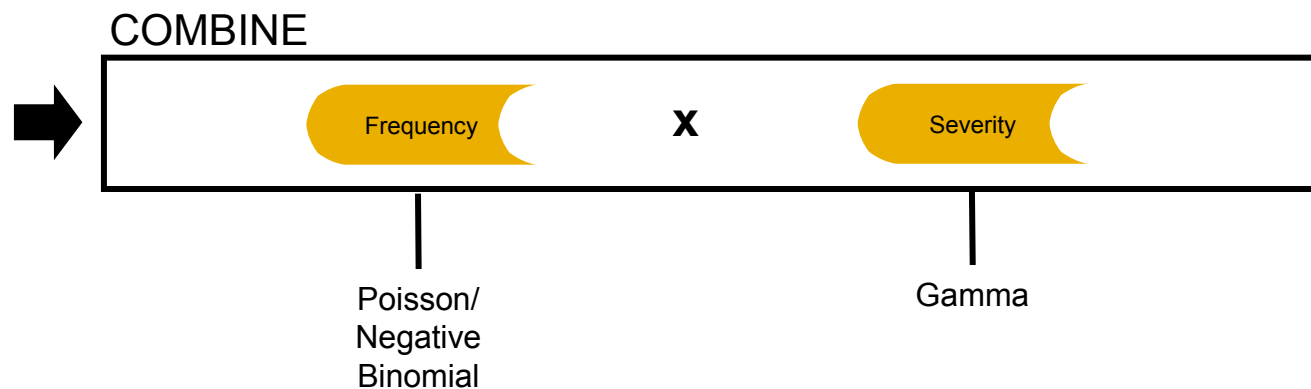 COMBINE
Frequency
x
Severity
Poisson/
Negative
Binomial
Gamma